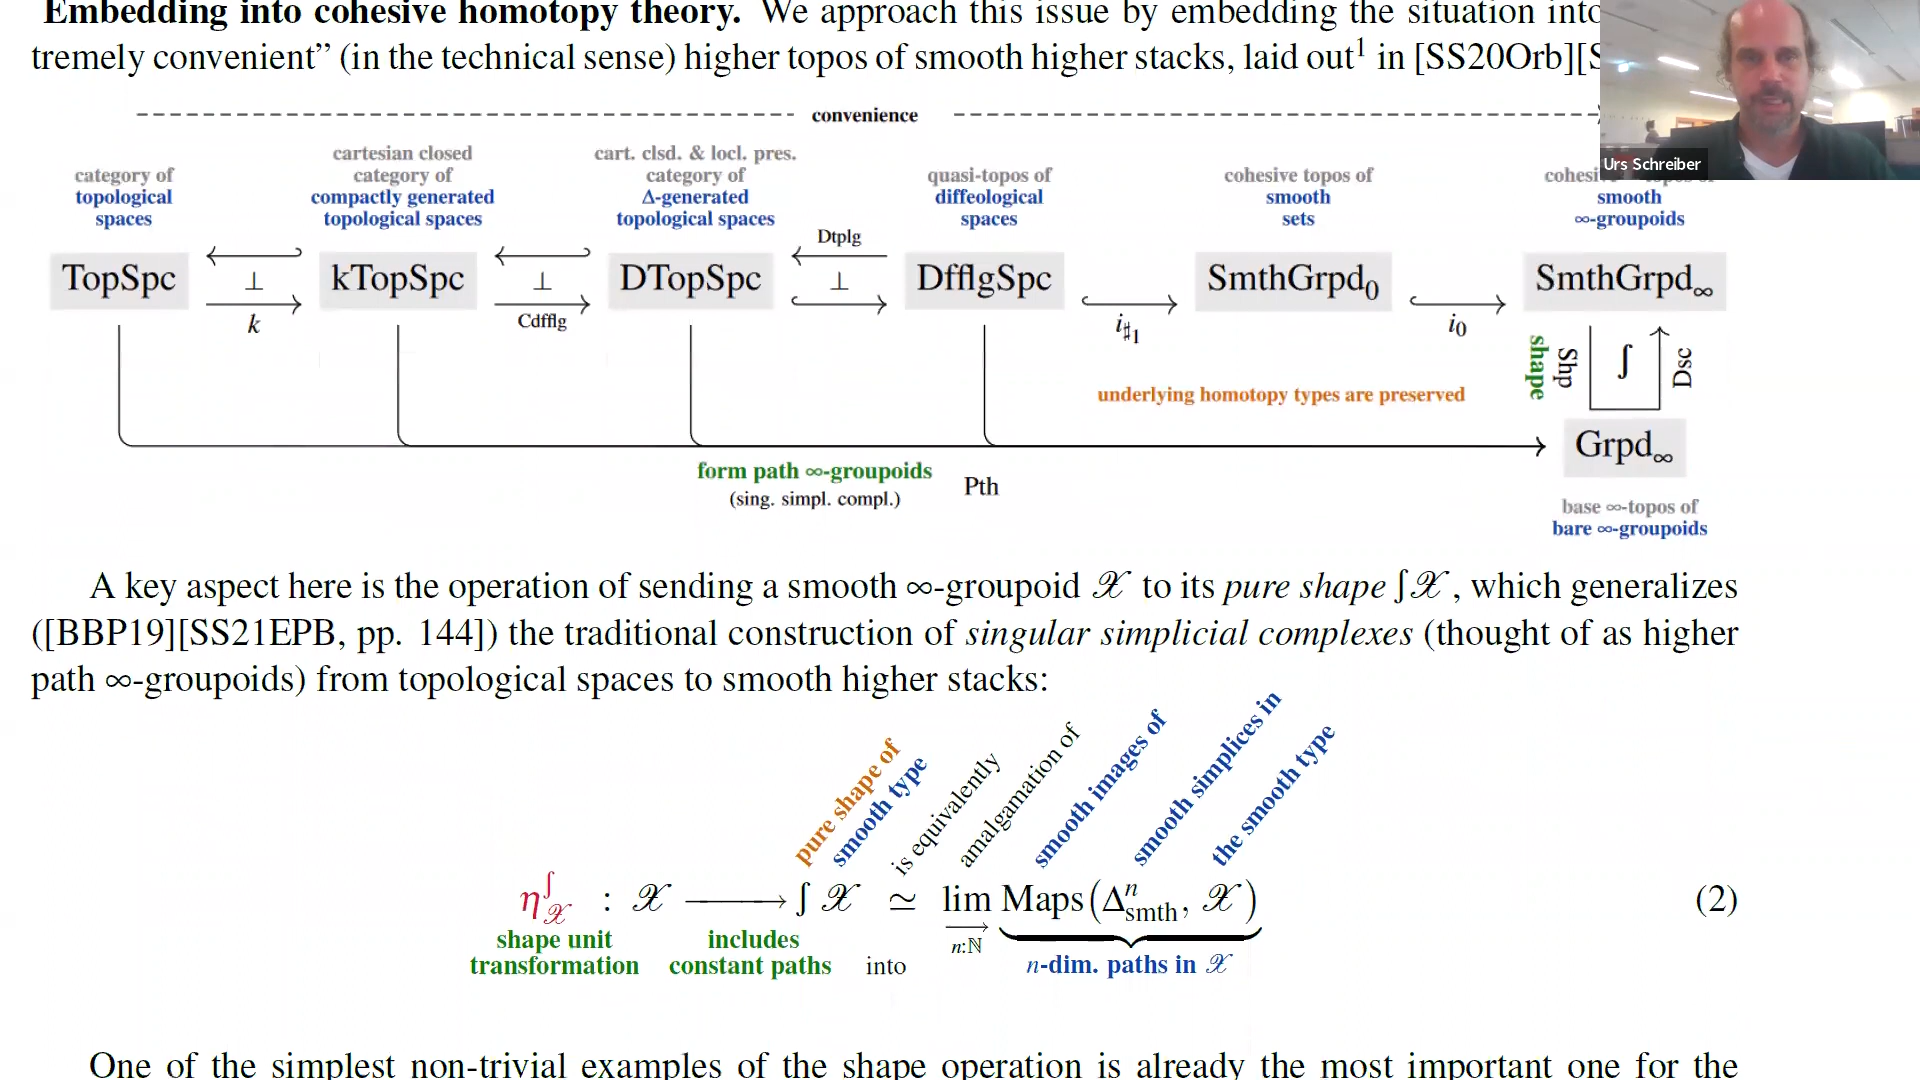 Embedding into cohesive homotopy theory. We approach this issue by embedding the situation into
tremely convenient” (in the technical sense) higher topos of smooth higher stacks, laid out¹ in [SS20Orb][S
Urs Schreiber
convenience
category of topological spaces
cartesian closed category of compactly generated topological spaces
cart. clsd. & locl. pres. category of Δ-generated topological spaces
quasi-topos of diffeological spaces
cohesive topos of smooth sets
smooth ∞-groupoids
Dtplg
TopSpc ⊥ kTopSpc ⊥ DTopSpc ⊥ DfflgSpc SmthGrpd₀ SmthGrpd∞
k Cdfflg i♯₁ i₀
shape Shp ∫ Dsc
underlying homotopy types are preserved
Grpd∞
form path ∞-groupoids
(sing. simpl. compl.)
Pth
base ∞-topos of
bare ∞-groupoids
A key aspect here is the operation of sending a smooth ∞-groupoid 𝒳 to its pure shape ∫𝒳, which generalizes
([BBP19][SS21EPB, pp. 144]) the traditional construction of singular simplicial complexes (thought of as higher
path ∞-groupoids) from topological spaces to smooth higher stacks:
pure shape of smooth type is equivalently amalgamation of smooth images of smooth simplices in the smooth type
η^∫_𝒳 : 𝒳 ⟶ ∫𝒳 ≃ lim Maps(Δⁿ_smth, 𝒳) (2)
n:ℕ
shape unit transformation includes constant paths into n-dim. paths in 𝒳
One of the simplest non-trivial examples of the shape operation is already the most important one for the